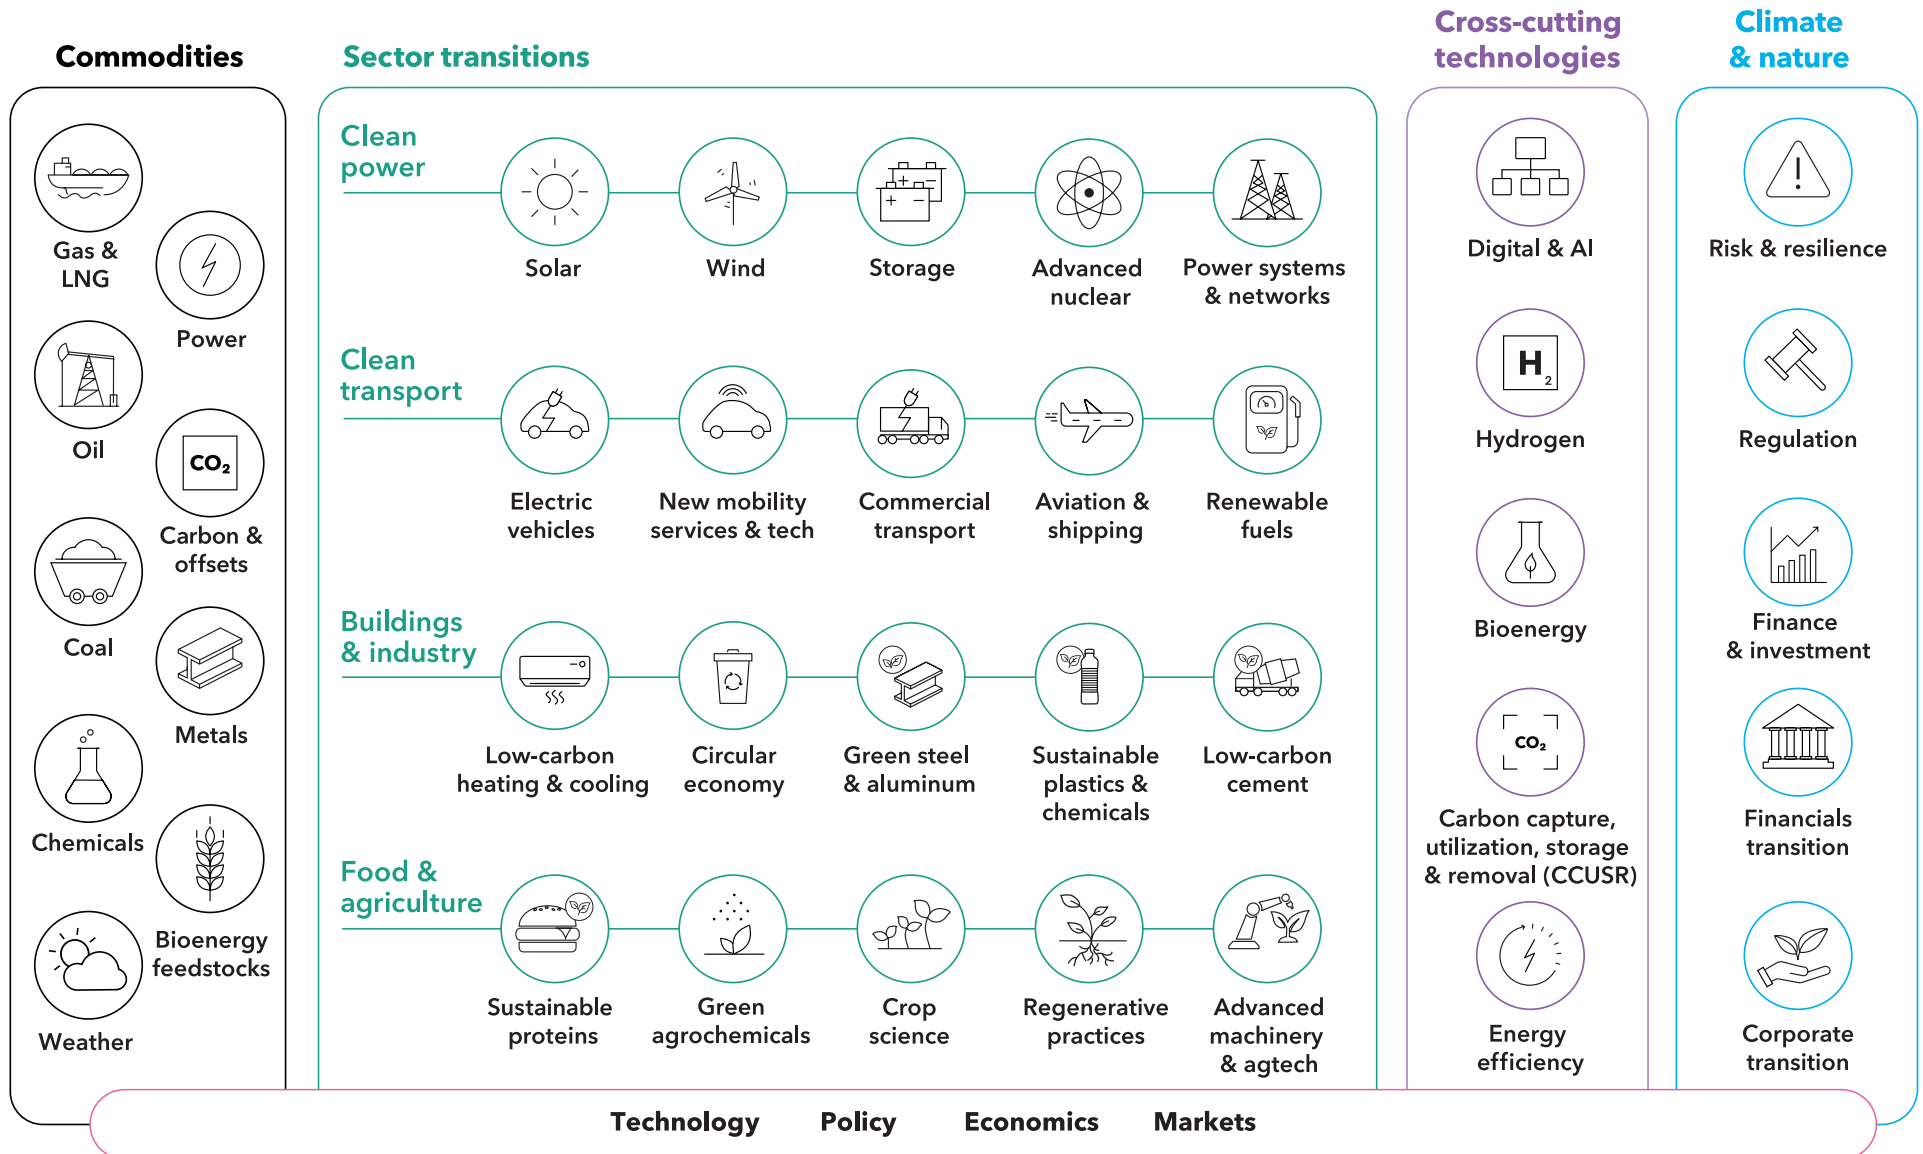 Commodities
Gas &
LNG
Power
Oil
CO₂
Carbon &
offsets
Coal
Metals
Chemicals
Bioenergy
feedstocks
Weather
Sector transitions
Clean
power
Solar
Wind
Storage
Advanced
nuclear
Power systems
& networks
Clean
transport
Electric
vehicles
New mobility
services & tech
Commercial
transport
Aviation &
shipping
Renewable
fuels
Buildings
& industry
Low-carbon
heating & cooling
Circular
economy
Green steel
& aluminum
Sustainable
plastics &
chemicals
Low-carbon
cement
Food &
agriculture
Sustainable
proteins
Green
agrochemicals
Crop
science
Regenerative
practices
Advanced
machinery
& agtech
Cross-cutting
technologies
Digital & AI
H₂
Hydrogen
Bioenergy
CO₂
Carbon capture,
utilization, storage
& removal (CCUSR)
Energy
efficiency
Climate
& nature
!
Risk & resilience
Regulation
Finance
& investment
Financials
transition
Corporate
transition
Technology Policy Economics Markets